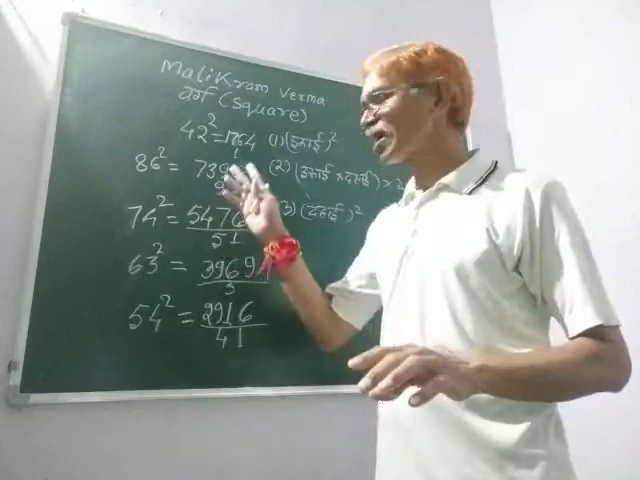 MaliKram Verma
वर्ग (square)
42² = 1764 (1) (इकाई)²
86² = 739 (2) (इकाई × दहाई) × 2
74² = 5476 3) (दहाई)²
51
63² = 3969
3
54² = 2916
41